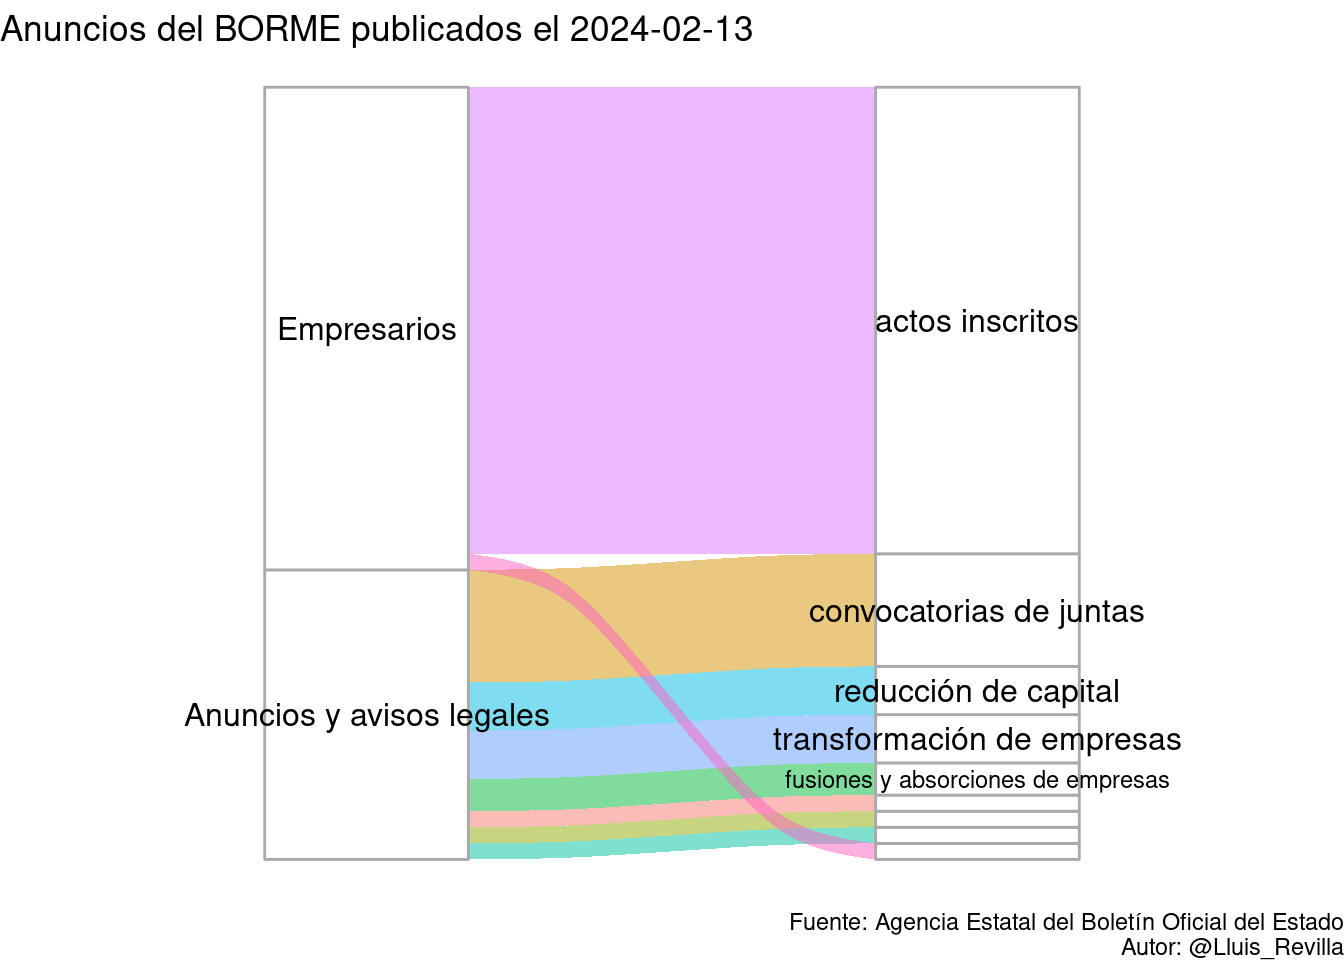 Anuncios del BORME publicados el 2024-02-13
Empresarios
actos inscritos
convocatorias de juntas
reducción de capital
Anuncios y avisos legales
transformación de empresas
fusiones y absorciones de empresas
Fuente: Agencia Estatal del Boletín Oficial del Estado
Autor: @Lluis_Revilla